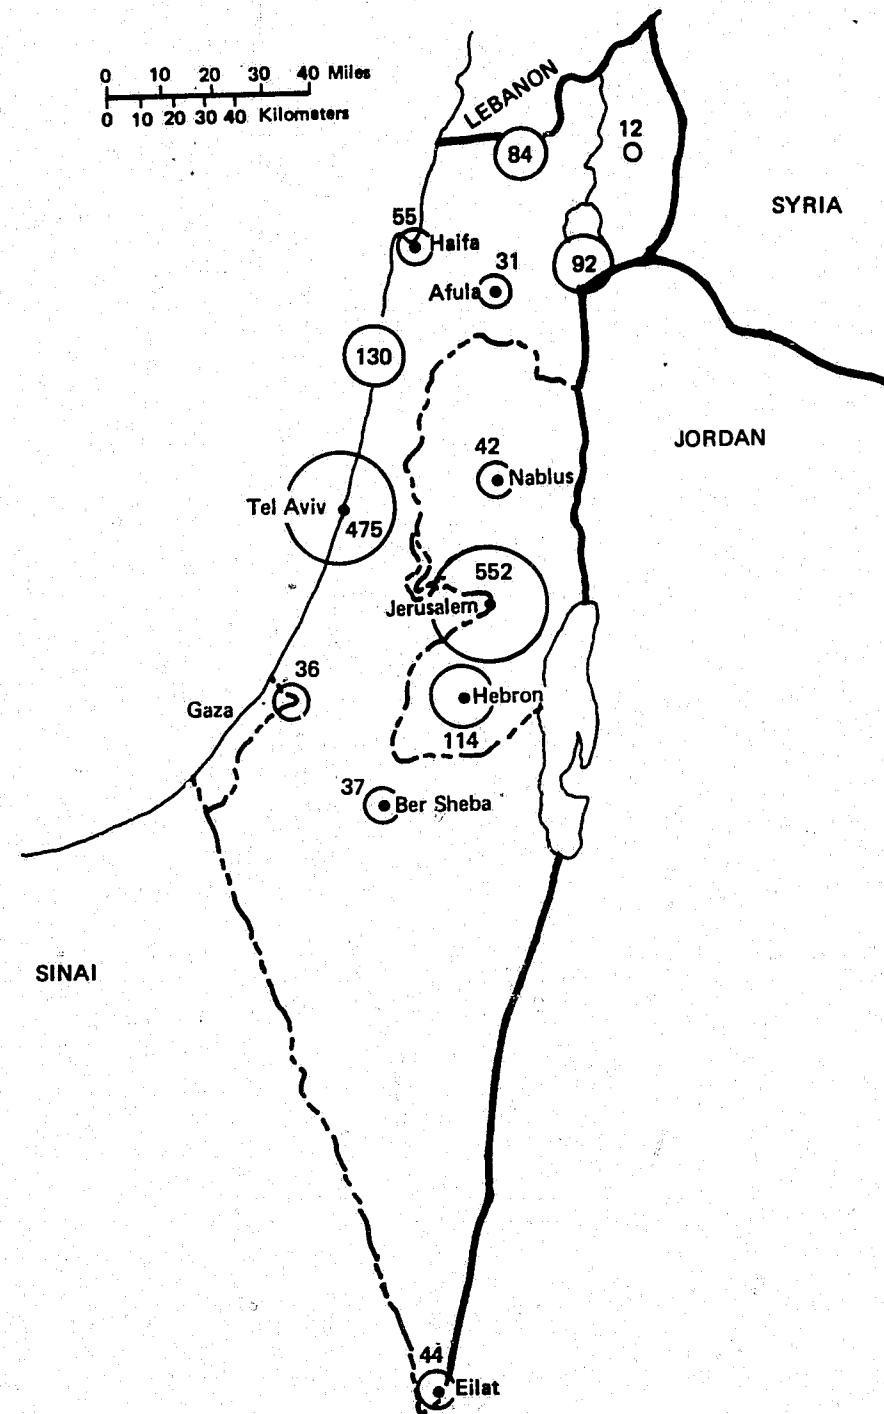 0 10 20 30 40 Miles
0 10 20 30 40 Kilometers
LEBANON
84
12
SYRIA
55
Haifa
31
92
Afula
130
JORDAN
42
Nablus
Tel Aviv
475
552
Jerusalem
36
Hebron
Gaza
114
37
Ber Sheba
SINAI
44
Eilat